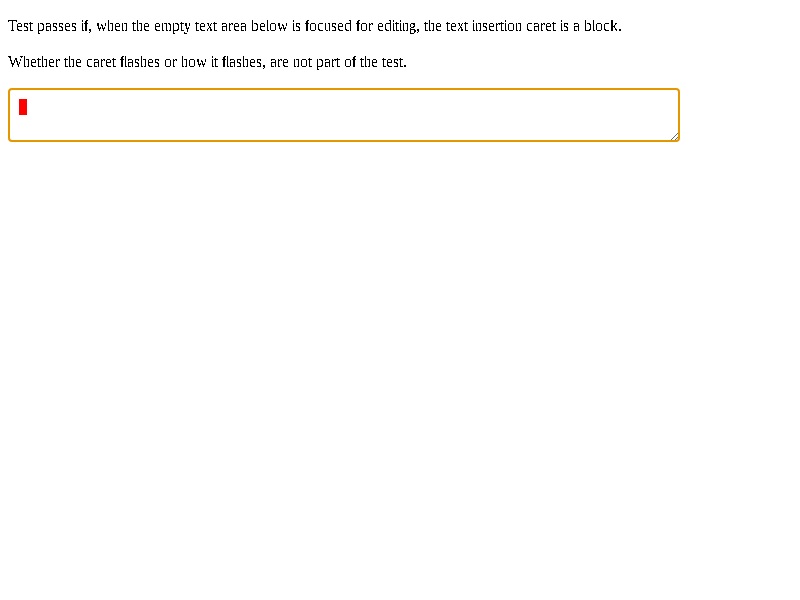 Test passes if, when the empty text area below is focused for editing, the text insertion caret is a block.
Whether the caret flashes or how it flashes, are not part of the test.